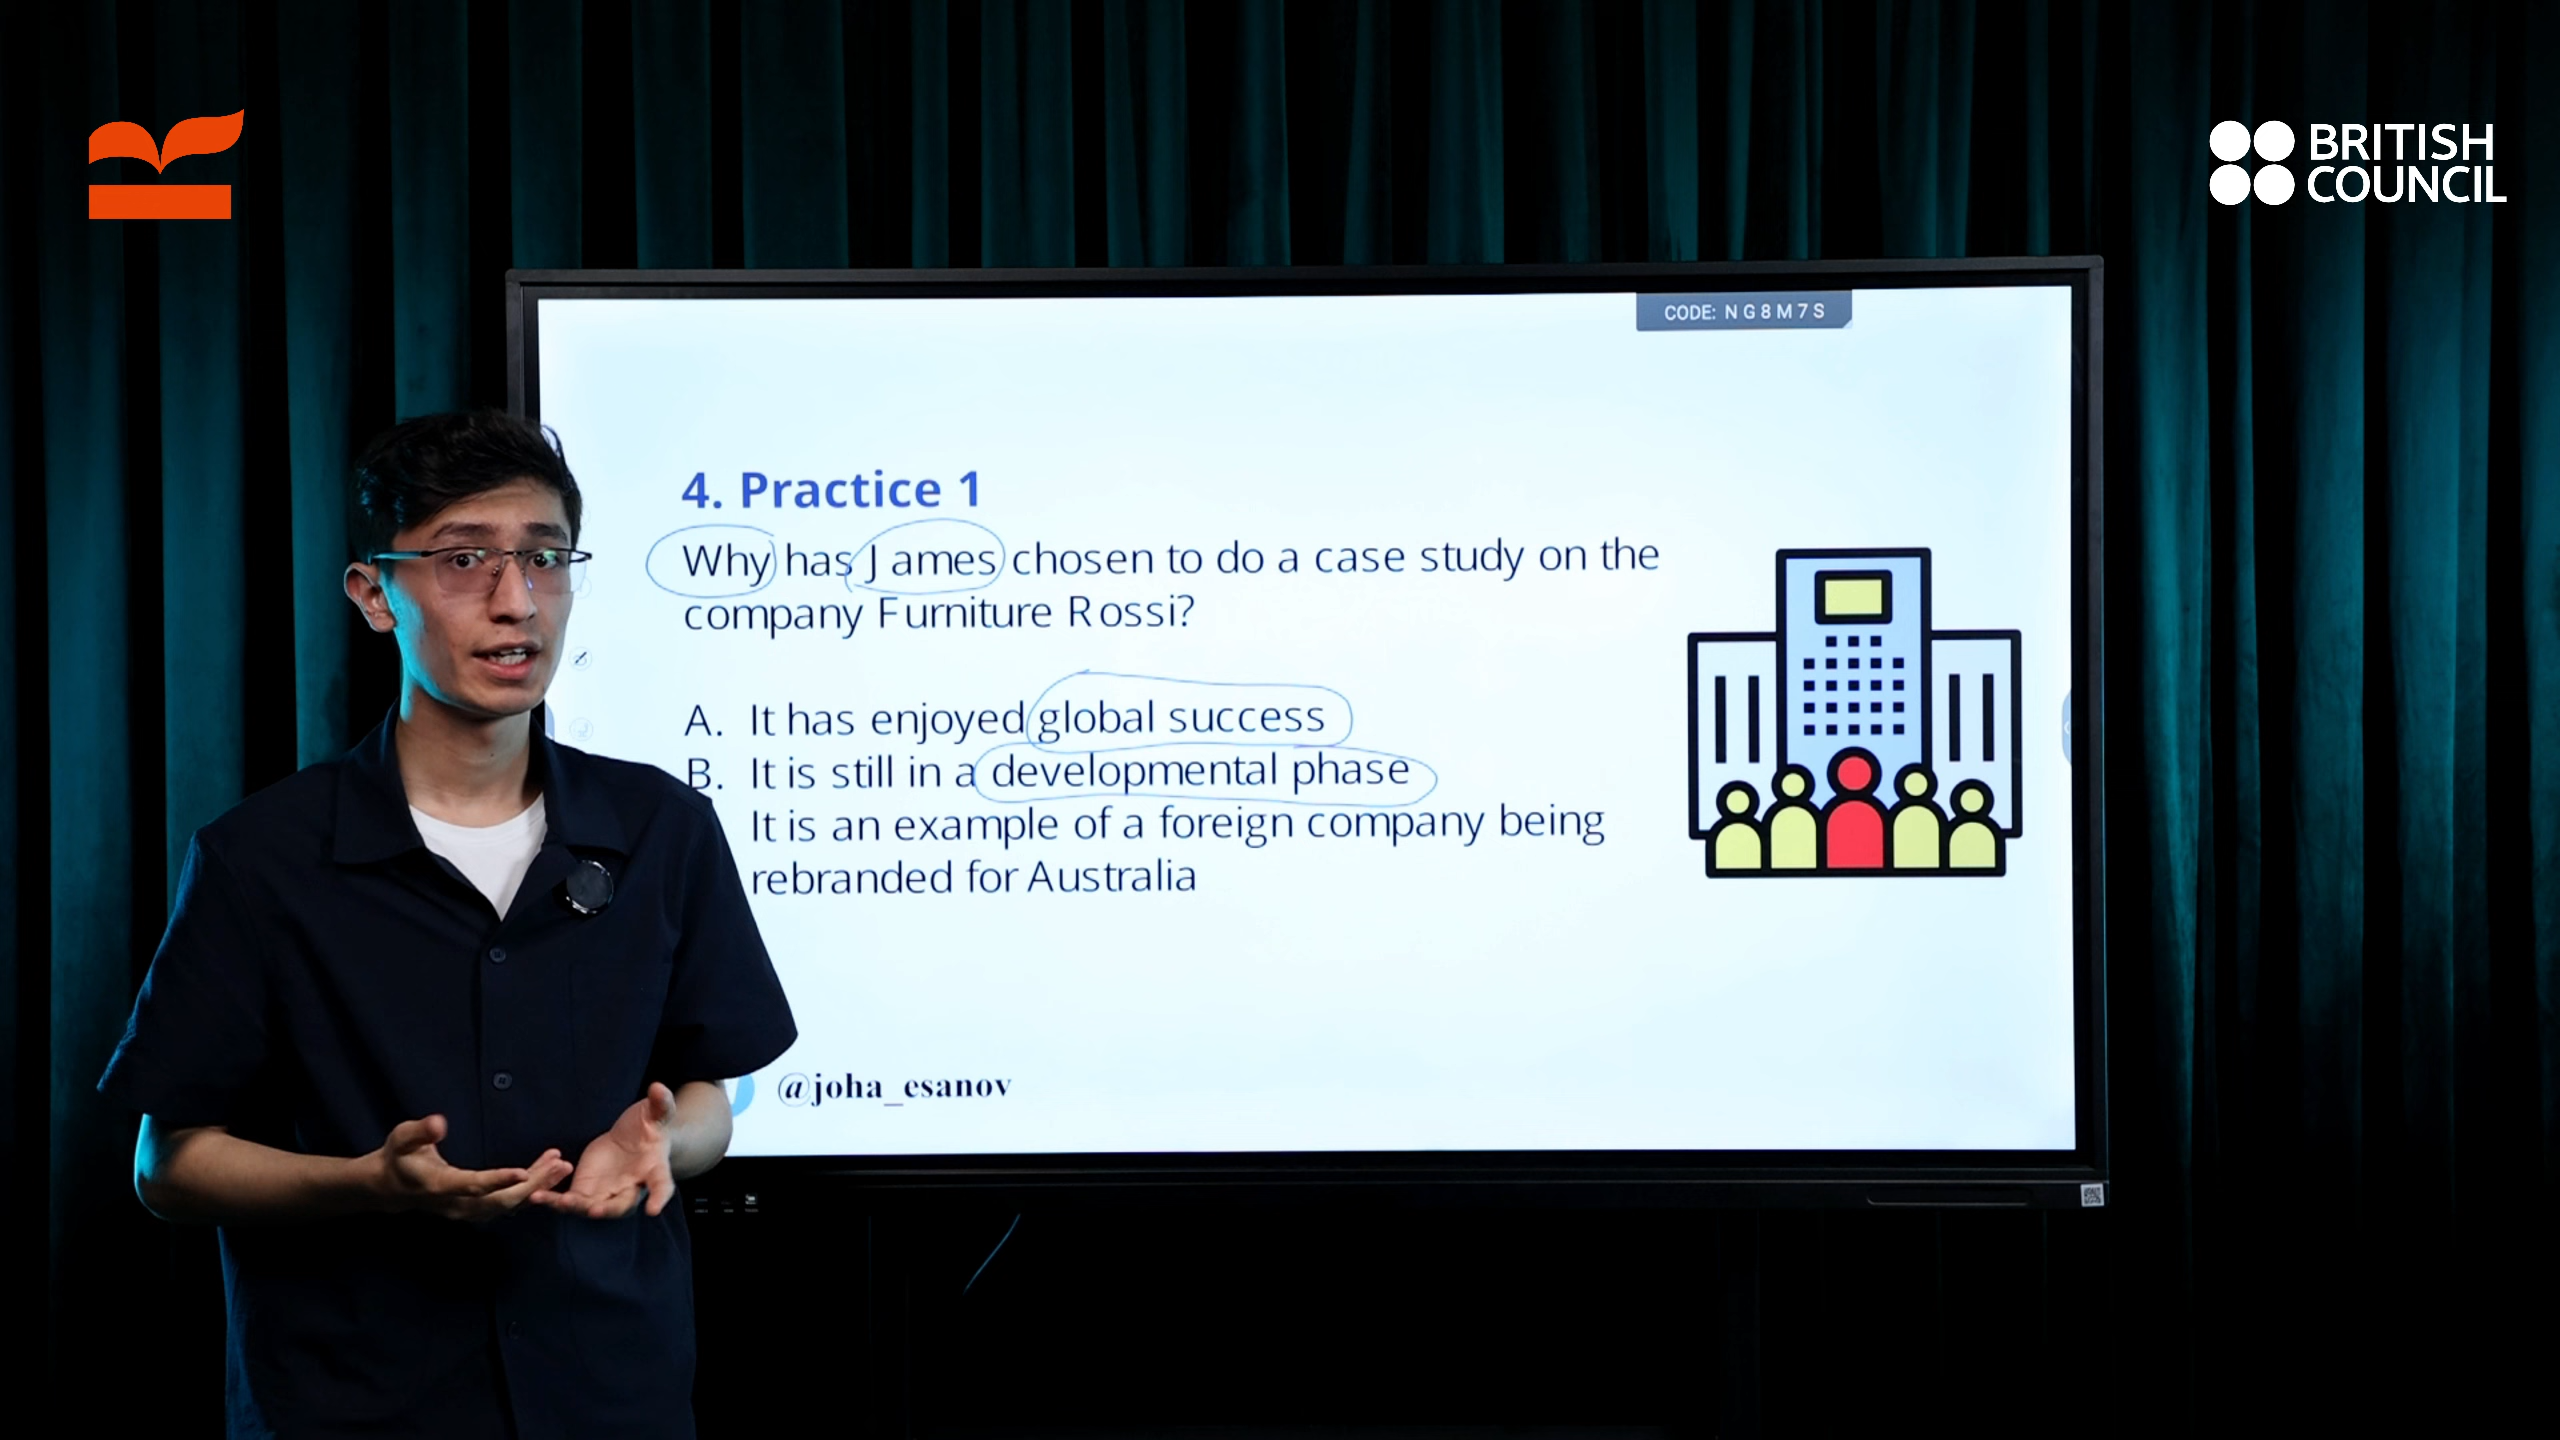 BRITISH
COUNCIL
CODE: NG8M7S
4. Practice 1
Why has James chosen to do a case study on the
company Furniture Rossi?
A. It has enjoyed global success
B. It is still in a developmental phase
It is an example of a foreign company being
rebranded for Australia
@joha_esanov